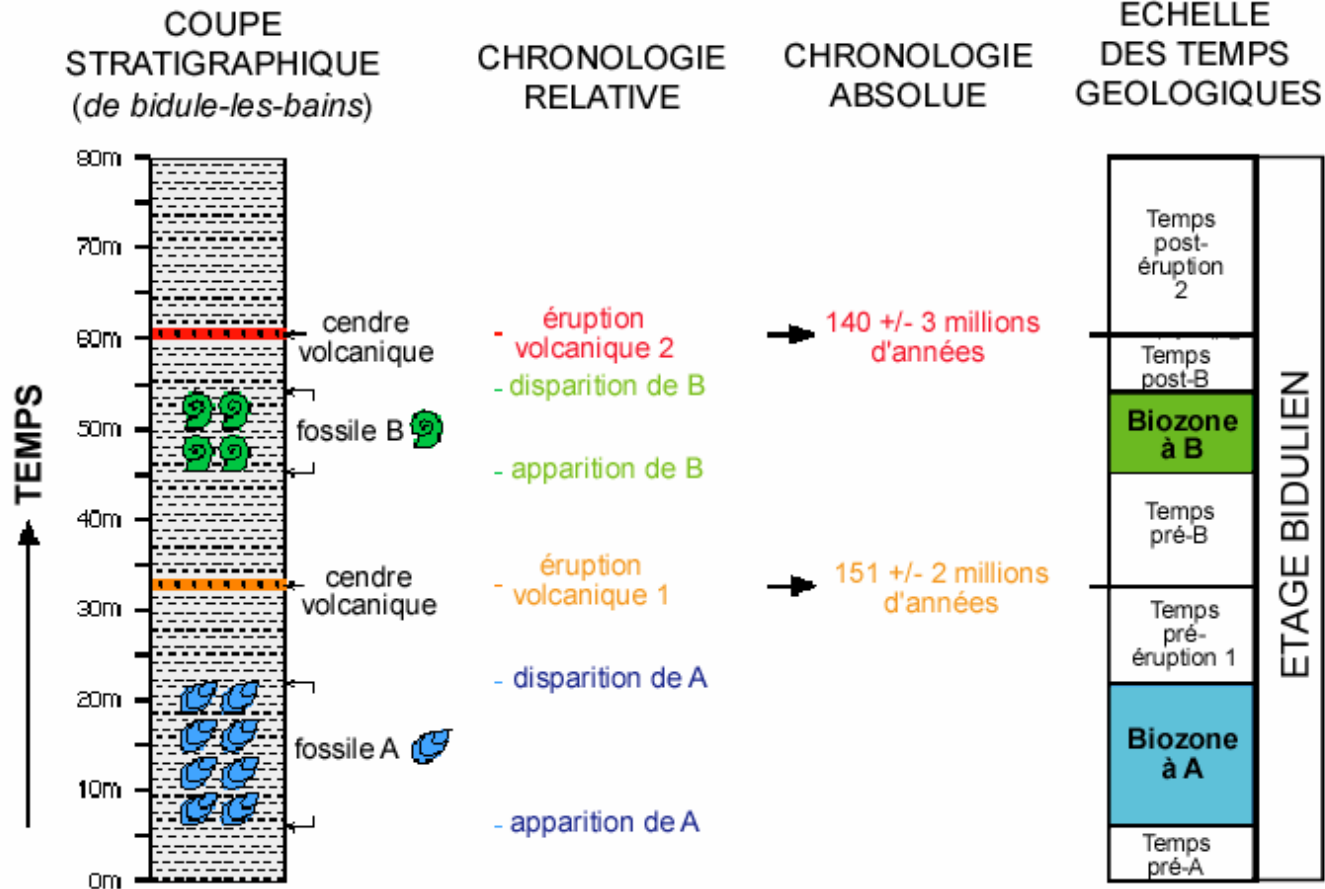 COUPE
STRATIGRAPHIQUE
(de bidule-les-bains)
CHRONOLOGIE
RELATIVE
CHRONOLOGIE
ABSOLUE
ECHELLE
DES TEMPS
GEOLOGIQUES
TEMPS
80m
70m
60m
50m
40m
30m
20m
10m
0m
cendre
volcanique
fossile B
cendre
volcanique
fossile A
éruption
volcanique 2
disparition de B
apparition de B
éruption
volcanique 1
disparition de A
apparition de A
140 +/- 3 millions
d'années
151 +/- 2 millions
d'années
Temps
post-
éruption
2
Temps
post-B
Biozone
à B
Temps
pré-B
Temps
pré-
éruption 1
Biozone
à A
Temps
pré-A
ETAGE BIDULIEN